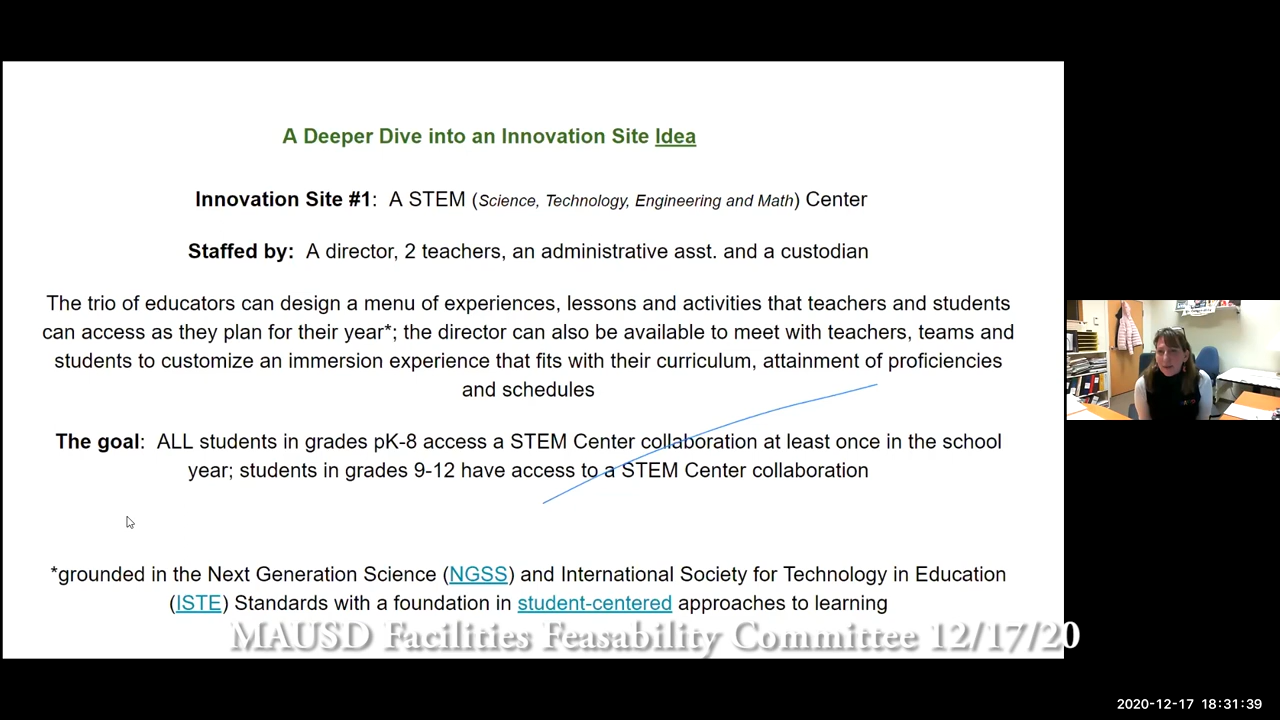 A Deeper Dive into an Innovation Site Idea
Innovation Site #1: A STEM (Science, Technology, Engineering and Math) Center
Staffed by: A director, 2 teachers, an administrative asst. and a custodian
The trio of educators can design a menu of experiences, lessons and activities that teachers and students
can access as they plan for their year*: the director can also be available to meet with teachers, teams and
students to customize an immersion experience that fits with their curriculum, attainment of proficiencies
and schedules
The goal: ALL students in grades pK-8 access a STEM Center collaboration at least once in the school
year; students in grades 9-12 have access to a STEM Center collaboration
*grounded in the Next Generation Science (NGSS) and International Society for Technology in Education
(ISTE) Standards with a foundation in student-centered approaches to learning
MAUSD Facilities Feasability Committee 12/17/20
2020-12-17 18:31:39